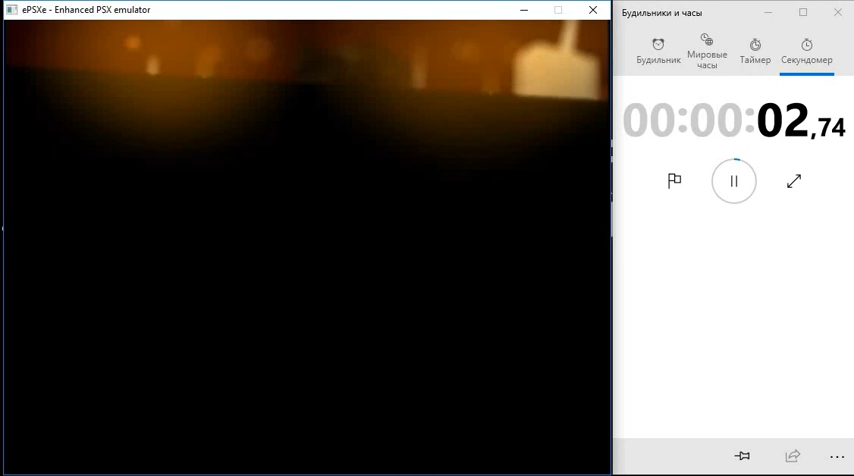 ePSXe - Enhanced PSX emulator
Будильники и часы
Будильник
Мировые
часы
Таймер
Секундомер
00:00:02,74